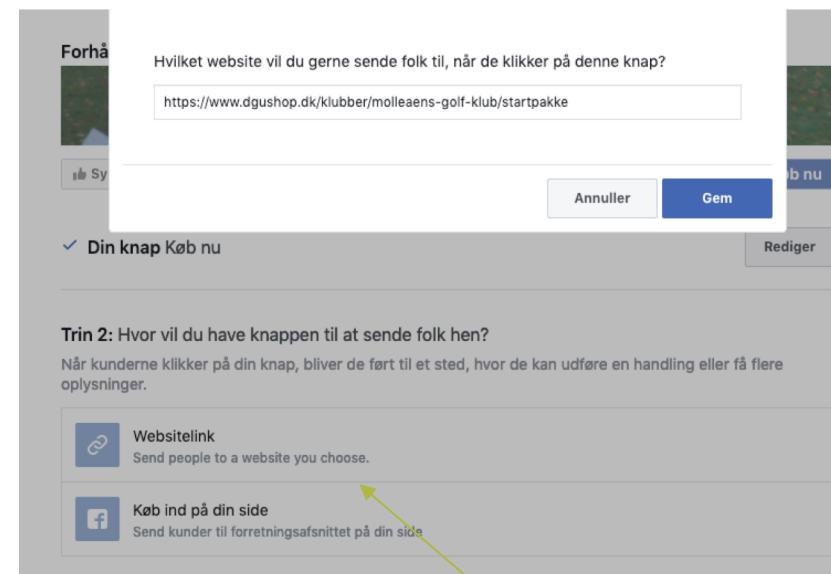 Forhå
Hvilket website vil du gerne sende folk til, når de klikker på denne knap?
https://www.dgushop.dk/klubber/molleaens-golf-klub/startpakke
Sy
b nu
Annuller
Gem
Din knap Køb nu
Rediger
Trin 2: Hvor vil du have knappen til at sende folk hen?
Når kunderne klikker på din knap, bliver de ført til et sted, hvor de kan udføre en handling eller få flere
oplysninger.
Websitelink
Send people to a website you choose.
Køb ind på din side
Send kunder til forretningsafsnittet på din side